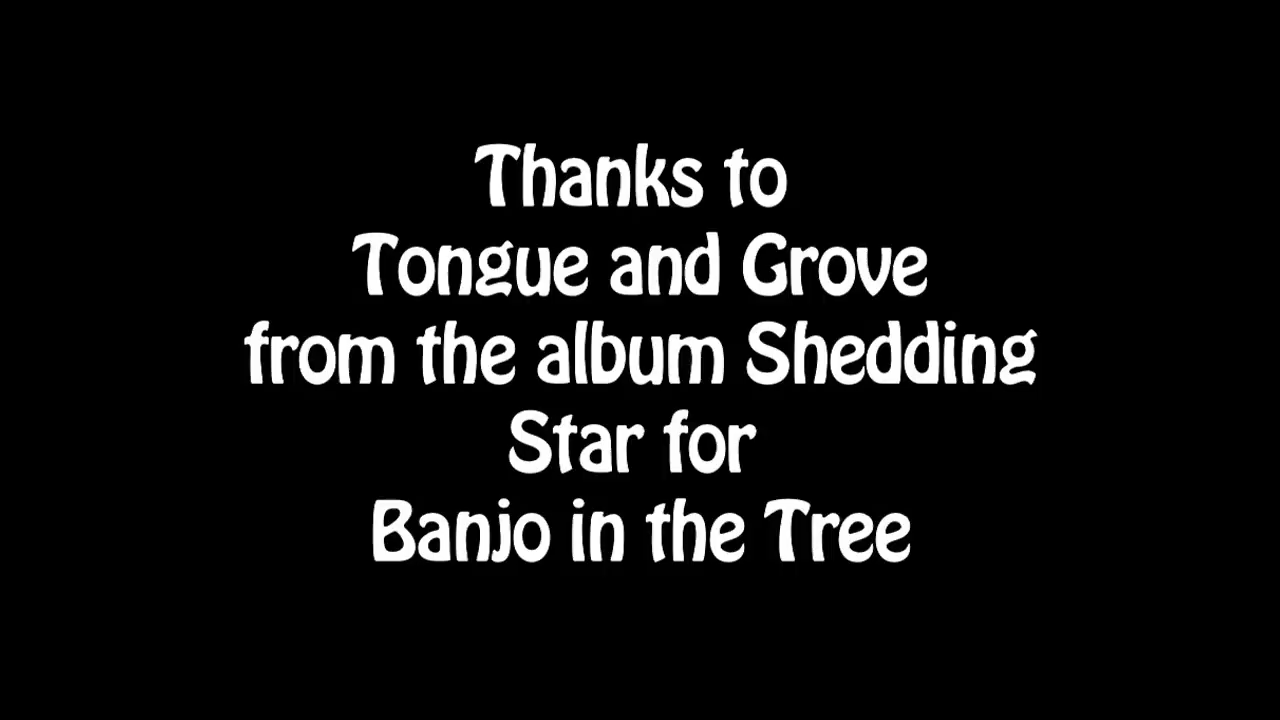 Thanks to
Tongue and Grove
from the album Shedding
Star for
Banjo in the Tree